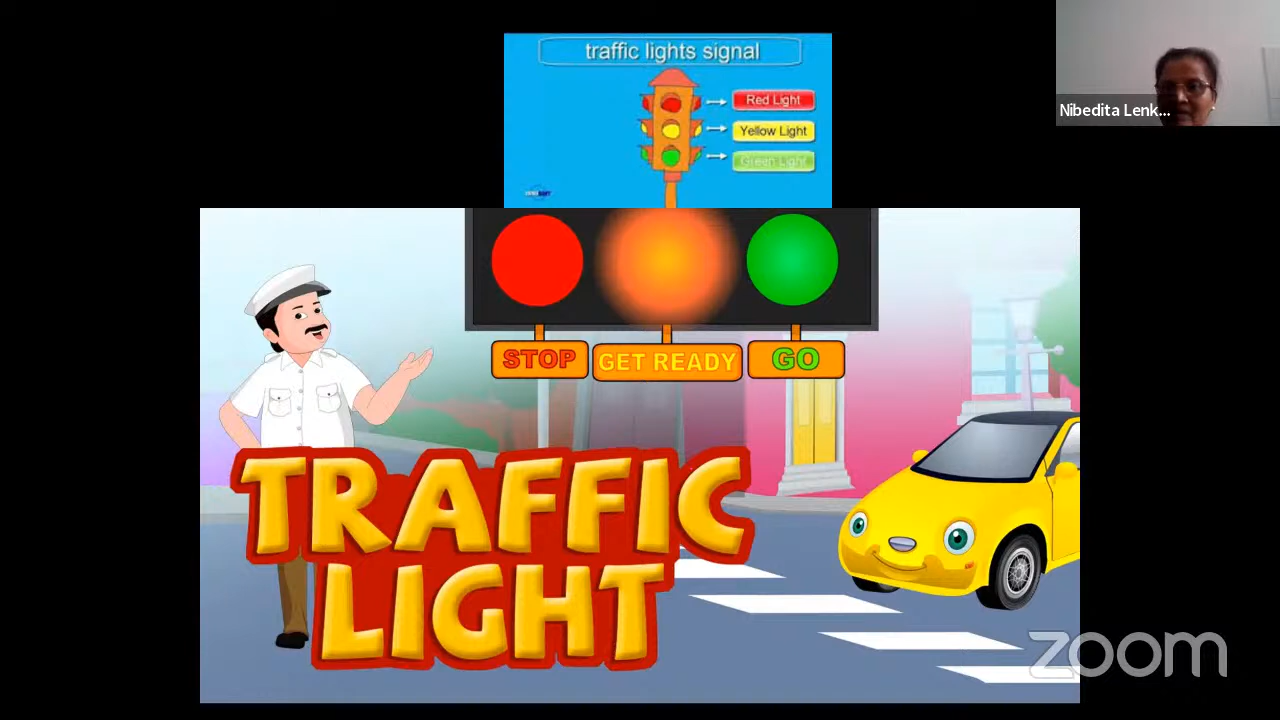 traffic lights signal
Red Light
Yellow Light
Green Light
Nibedita Lenk...
STOP
GET READY
GO
TRAFFIC
LIGHT
zoom